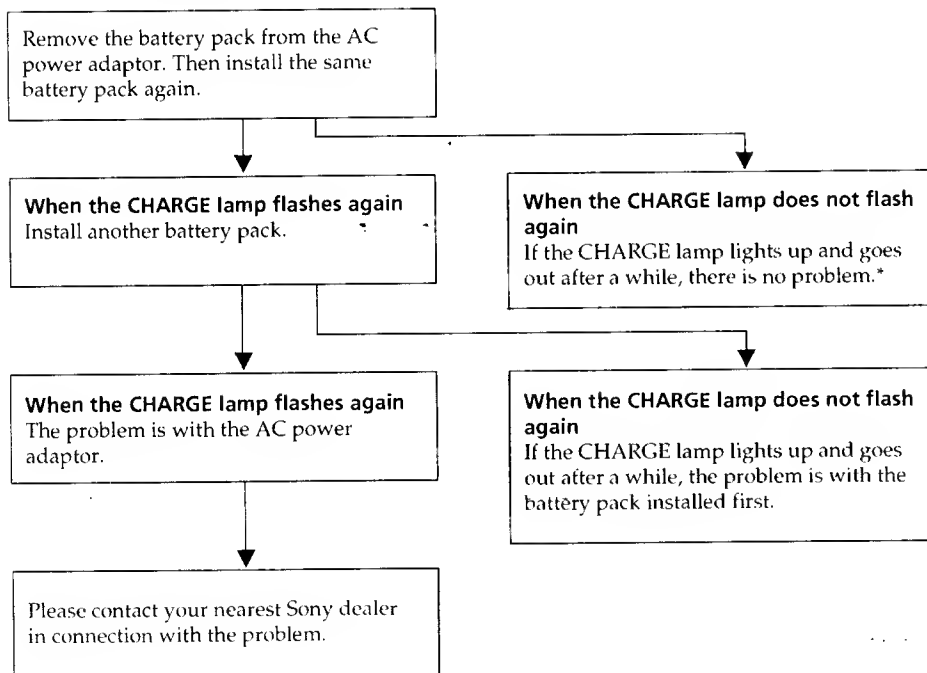 Remove the battery pack from the AC
power adaptor. Then install the same
battery pack again.
When the CHARGE lamp flashes again
Install another battery pack.
When the CHARGE lamp does not flash
again
If the CHARGE lamp lights up and goes
out after a while, there is no problem.*
When the CHARGE lamp flashes again
The problem is with the AC power
adaptor.
When the CHARGE lamp does not flash
again
If the CHARGE lamp lights up and goes
out after a while, the problem is with the
battery pack installed first.
Please contact your nearest Sony dealer
in connection with the problem.